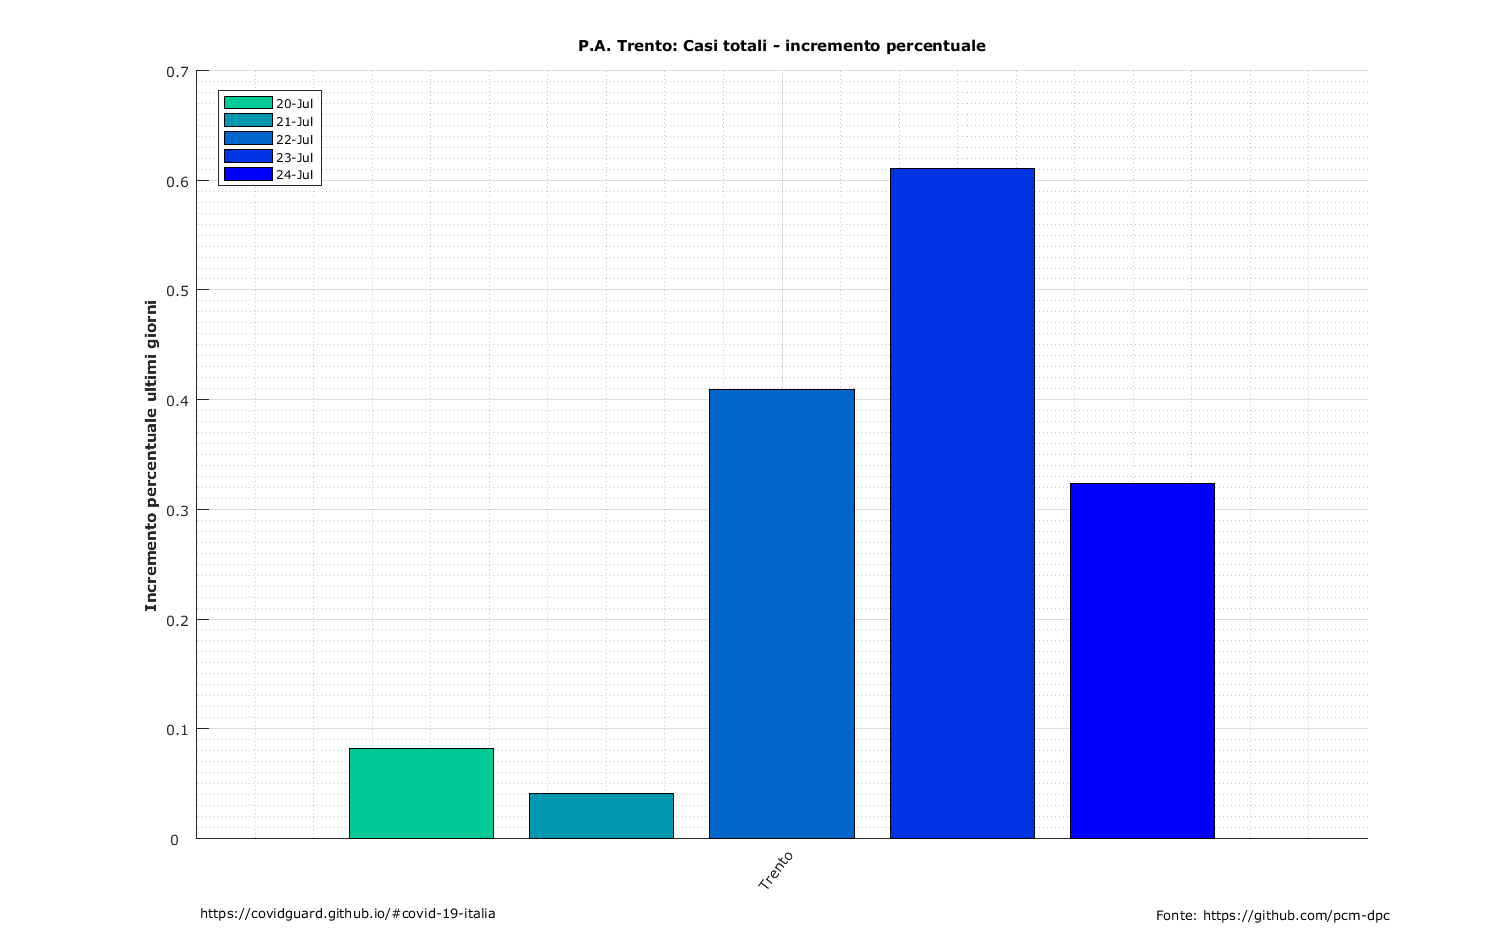 P.A. Trento: Casi totali - incremento percentuale
0.7
0.6
0.5
0.4
0.3
0.2
0.1
0
20-Jul
21-Jul
22-Jul
23-Jul
24-Jul
Incremento percentuale ultimi giorni
Trento
https://covidguard.github.io/#covid-19-italia
Fonte: https://github.com/pcm-dpc